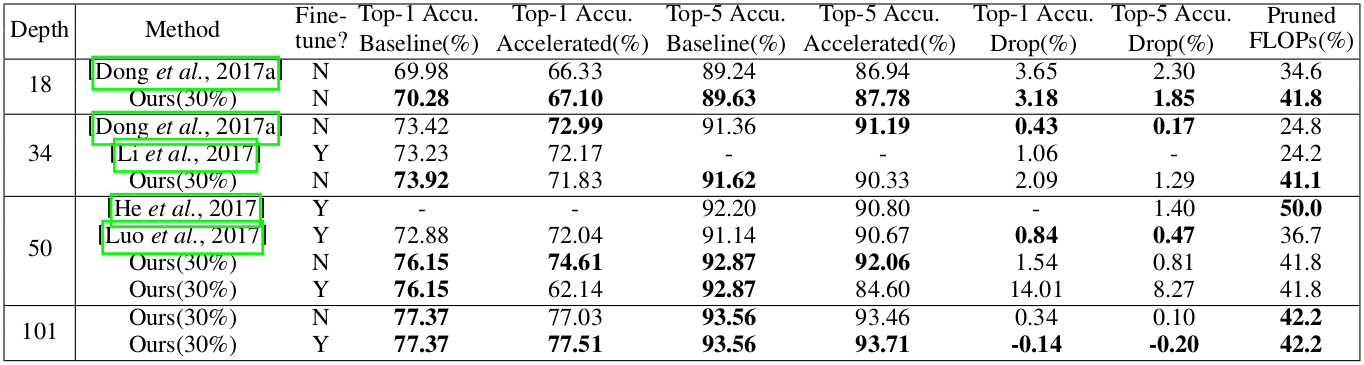 Depth Method Fine-tune? Top-1 Accu. Baseline(%) Top-1 Accu. Accelerated(%) Top-5 Accu. Baseline(%) Top-5 Accu. Accelerated(%) Top-1 Accu. Drop(%) Top-5 Accu. Drop(%) Pruned FLOPs(%)
18 [Dong et al., 2017a] N 69.98 66.33 89.24 86.94 3.65 2.30 34.6
Ours(30%) N 70.28 67.10 89.63 87.78 3.18 1.85 41.8
34 [Dong et al., 2017a] N 73.42 72.99 91.36 91.19 0.43 0.17 24.8
[Li et al., 2017] Y 73.23 72.17 - - 1.06 - 24.2
Ours(30%) N 73.92 71.83 91.62 90.33 2.09 1.29 41.1
50 [He et al., 2017] Y - - 92.20 90.80 - 1.40 50.0
[Luo et al., 2017] Y 72.88 72.04 91.14 90.67 0.84 0.47 36.7
Ours(30%) N 76.15 74.61 92.87 92.06 1.54 0.81 41.8
Ours(30%) Y 76.15 62.14 92.87 84.60 14.01 8.27 41.8
101 Ours(30%) N 77.37 77.03 93.56 93.46 0.34 0.10 42.2
Ours(30%) Y 77.37 77.51 93.56 93.71 -0.14 -0.20 42.2